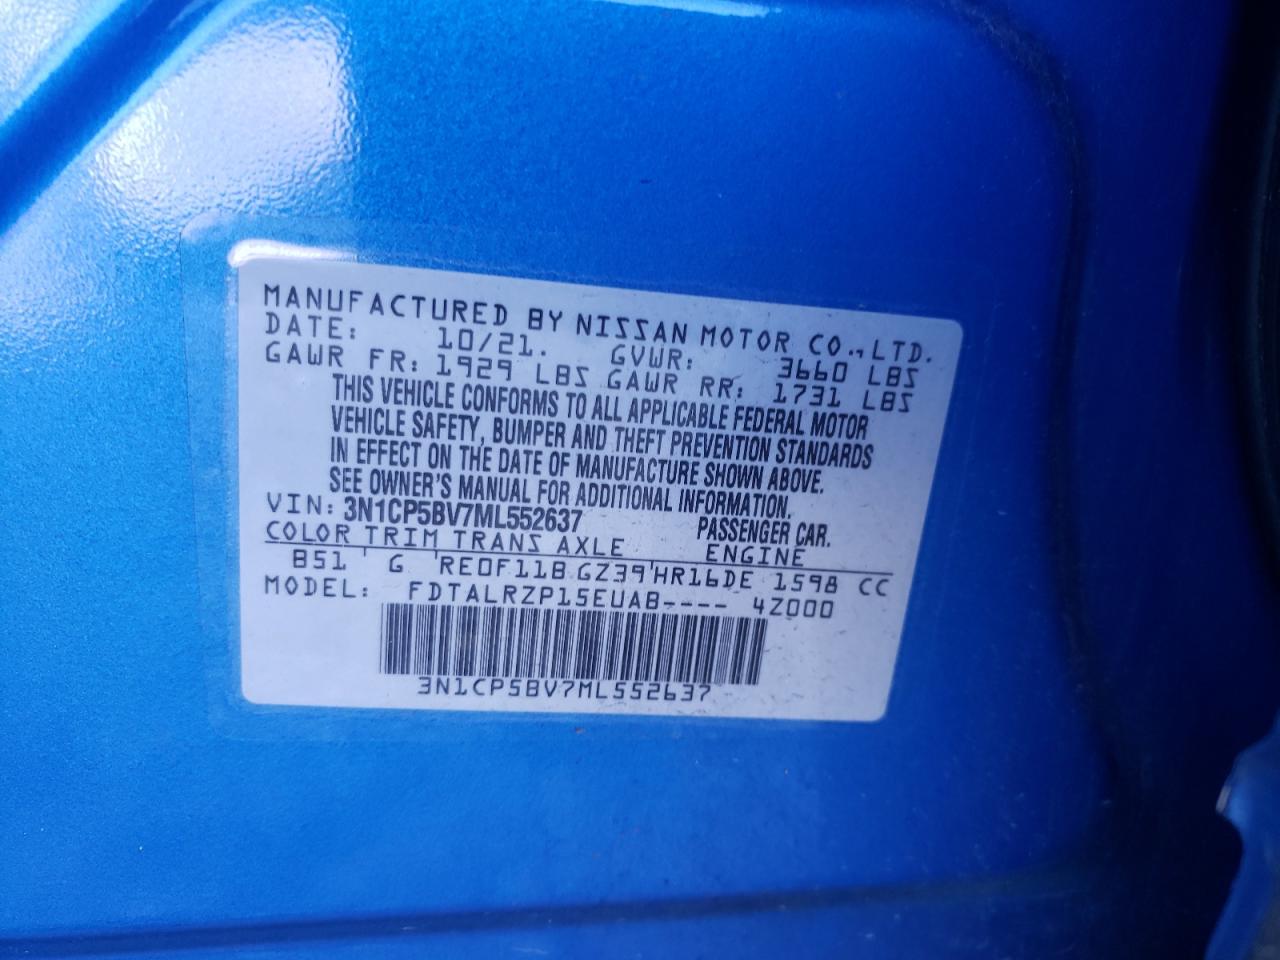 MANUFACTURED BY NISSAN MOTOR CO., LTD.
DATE: 10/21. GVWR: 3660 LBS
GAWR FR: 1929 LBS GAWR RR: 1731 LBS
THIS VEHICLE CONFORMS TO ALL APPLICABLE FEDERAL MOTOR
VEHICLE SAFETY, BUMPER AND THEFT PREVENTION STANDARDS
IN EFFECT ON THE DATE OF MANUFACTURE SHOWN ABOVE.
SEE OWNER'S MANUAL FOR ADDITIONAL INFORMATION.
VIN: 3N1CP5BV7ML552637 PASSENGER CAR.
COLOR TRIM TRANS AXLE ENGINE
B51 G RE0F11B GZ39 HR16DE 1598 CC
MODEL: FDTALRZP15EUAB---- 4Z000
3N1CP5BV7ML552637